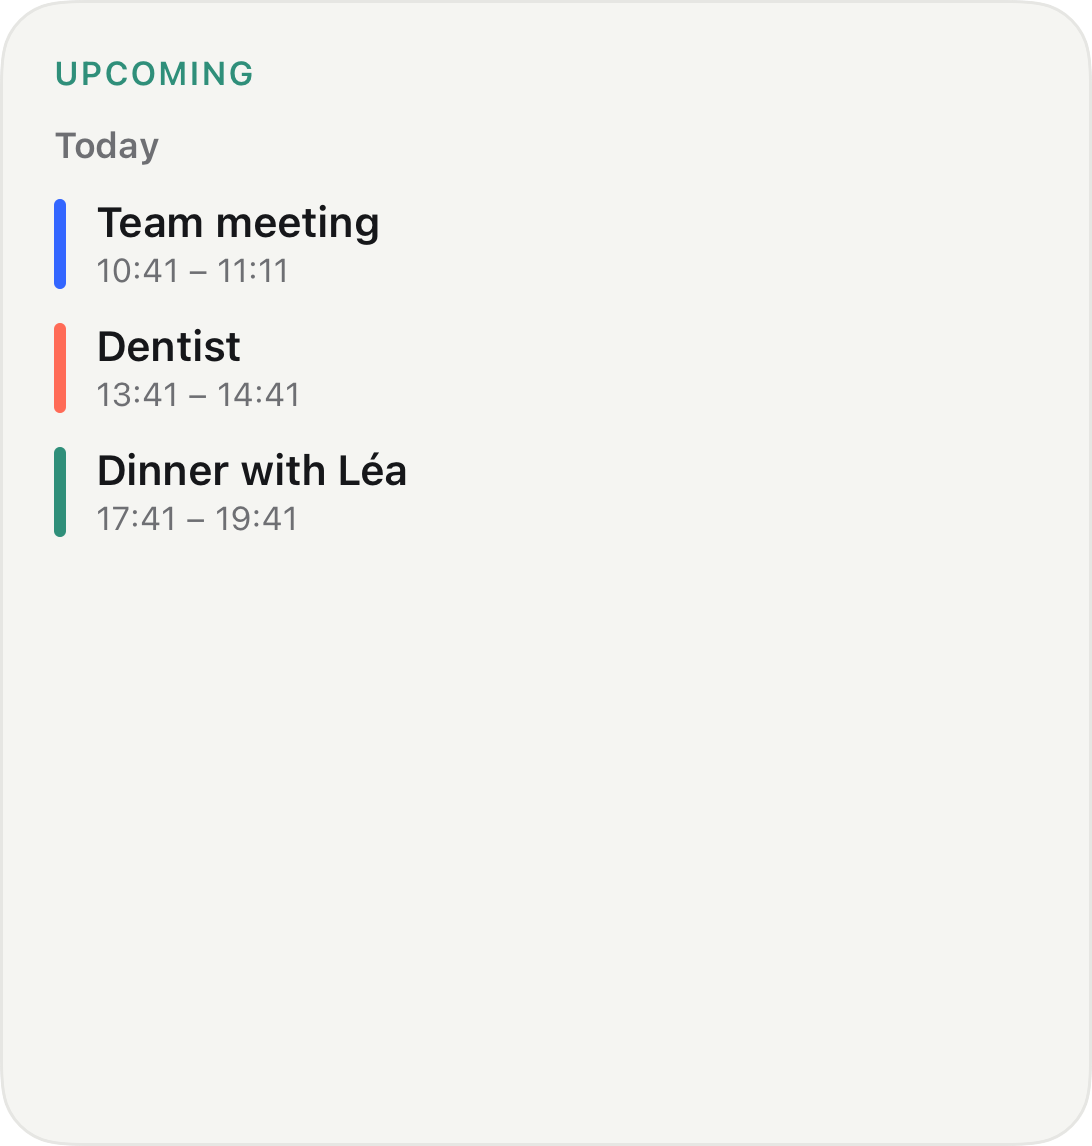 UPCOMING
Today
Team meeting
10:41 – 11:11
Dentist
13:41 – 14:41
Dinner with Léa
17:41 – 19:41